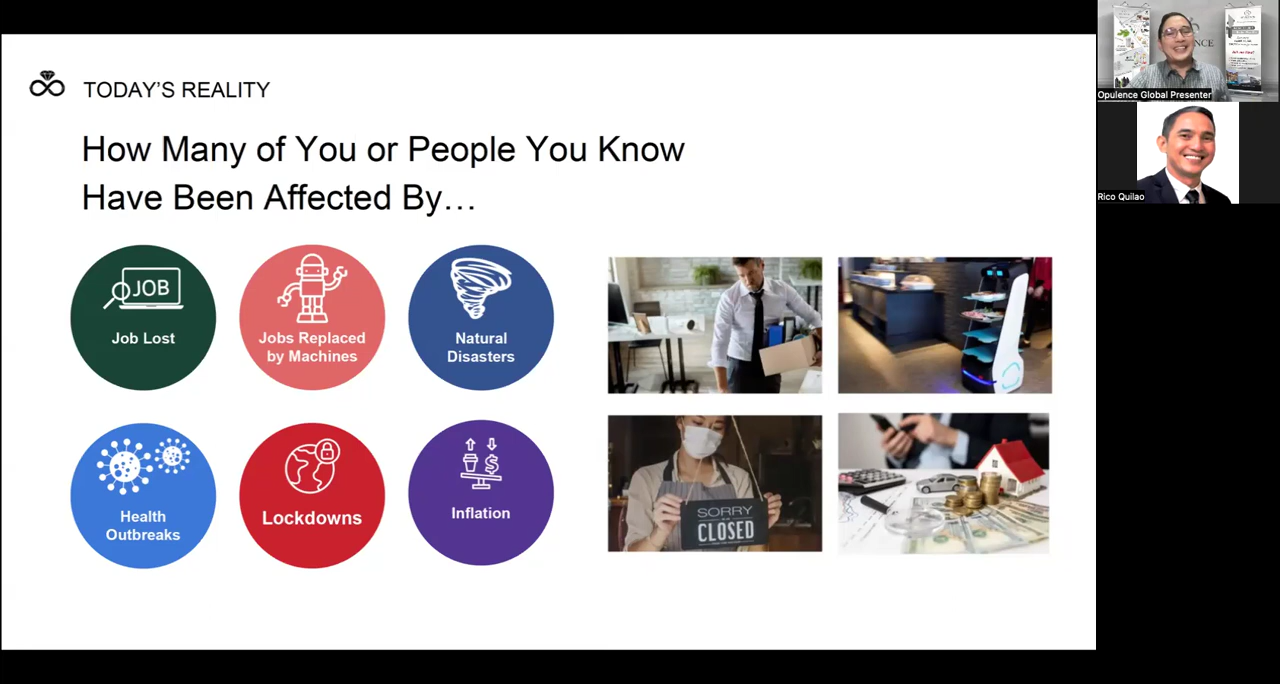 TODAY'S REALITY
How Many of You or People You Know
Have Been Affected By…
JOB
Job Lost
Jobs Replaced
by Machines
Natural
Disasters
Health
Outbreaks
Lockdowns
Inflation
SORRY
CLOSED
Opulence Global Presenter
Rico Quilao